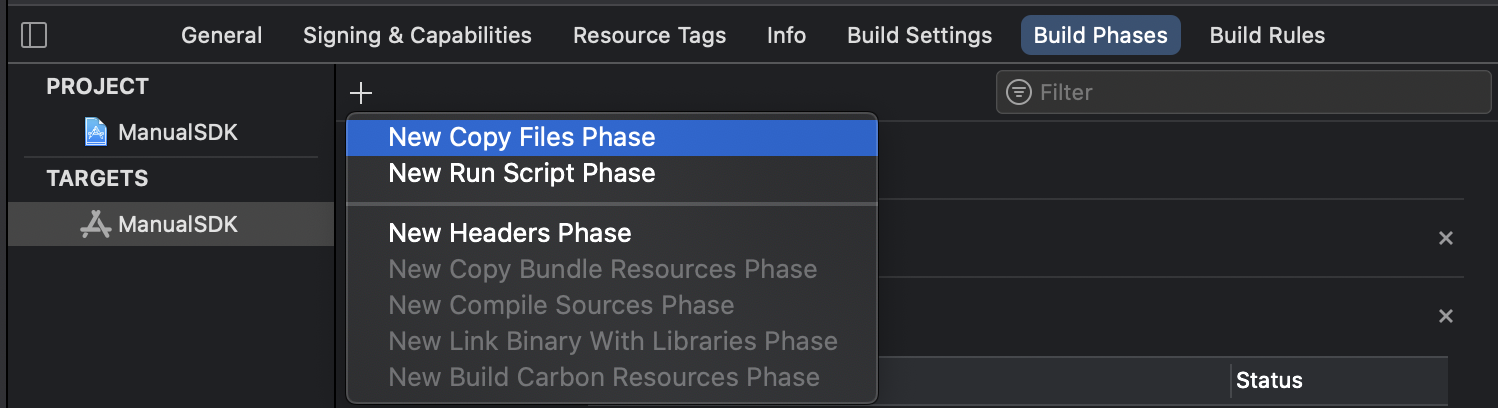 General Signing & Capabilities Resource Tags Info Build Settings Build Phases Build Rules
PROJECT
ManualSDK
TARGETS
ManualSDK
Filter
New Copy Files Phase
New Run Script Phase
New Headers Phase
New Copy Bundle Resources Phase
New Compile Sources Phase
New Link Binary With Libraries Phase
New Build Carbon Resources Phase
Status